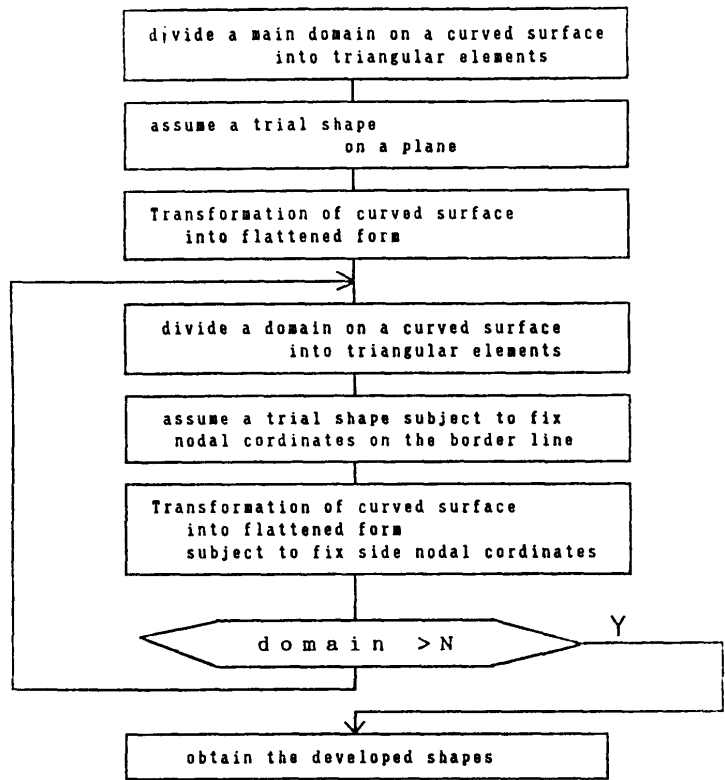 divide a main domain on a curved surface
into triangular elements
assume a trial shape
on a plane
Transformation of curved surface
into flattened form
divide a domain on a curved surface
into triangular elements
assume a trial shape subject to fix
nodal cordinates on the border line
Transformation of curved surface
into flattened form
subject to fix side nodal cordinates
domain >N
Y
obtain the developed shapes